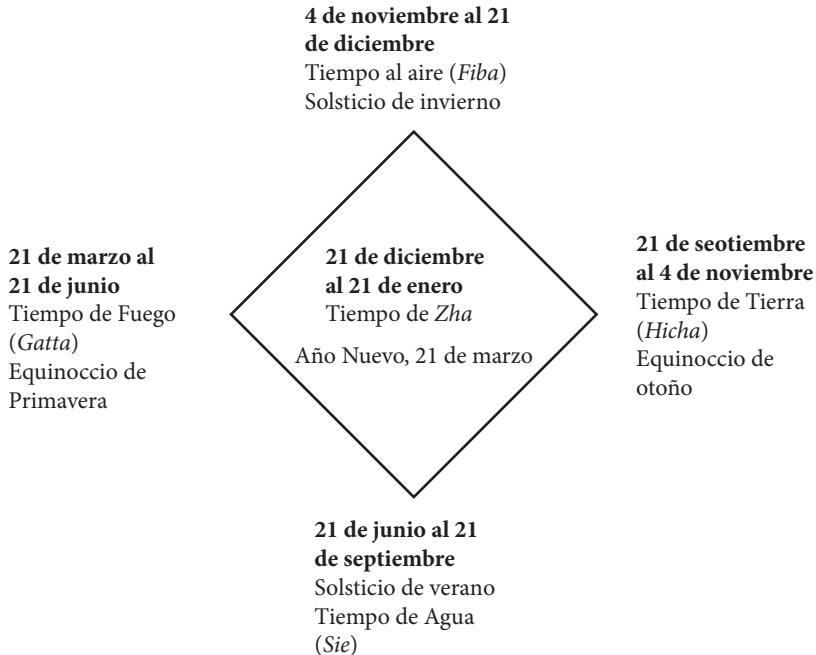 4 de noviembre al 21
de diciembre
Tiempo al aire (Fiba)
Solsticio de invierno
21 de marzo al
21 de junio
Tiempo de Fuego
(Gatta)
Equinoccio de
Primavera
21 de diciembre
al 21 de enero
Tiempo de Zha
Año Nuevo, 21 de marzo
21 de seotiembre
al 4 de noviembre
Tiempo de Tierra
(Hicha)
Equinoccio de
otoño
21 de junio al 21
de septiembre
Solsticio de verano
Tiempo de Agua
(Sie)